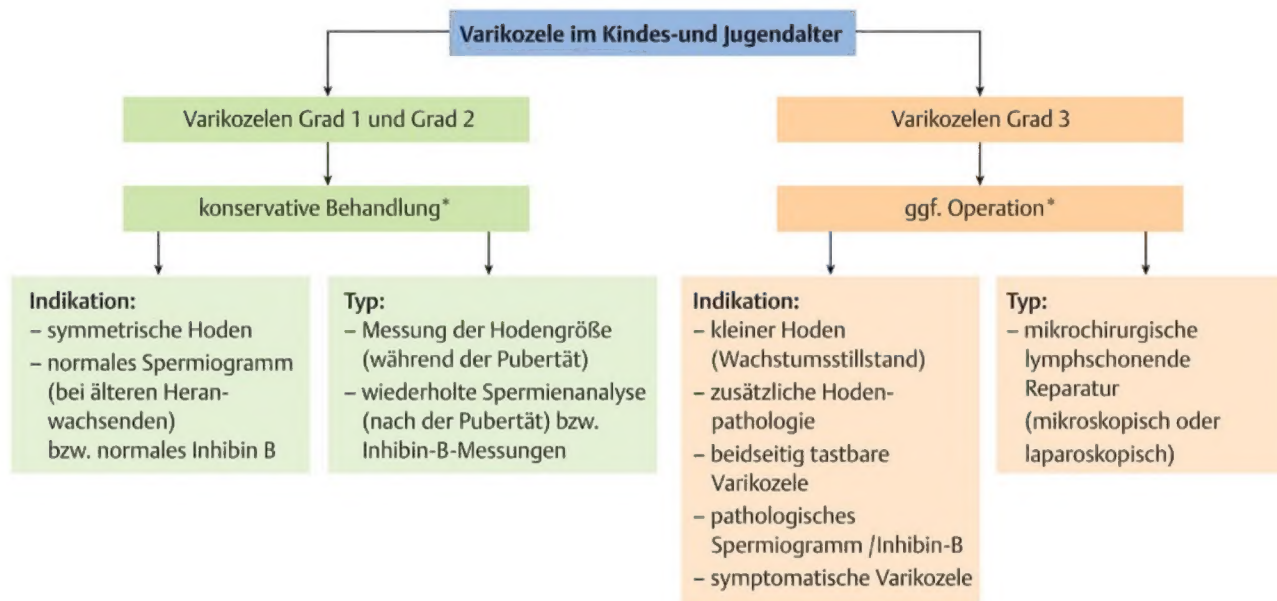 Varikozele im Kindes-und Jugendalter
Varikozelen Grad 1 und Grad 2
konservative Behandlung*
Indikation:
– symmetrische Hoden
– normales Spermiogramm
(bei älteren Heran-
wachsenden)
bzw. normales Inhibin B
Typ:
– Messung der Hodengröße
(während der Pubertät)
– wiederholte Spermienanalyse
(nach der Pubertät) bzw.
Inhibin-B-Messungen
Varikozelen Grad 3
ggf. Operation*
Indikation:
– kleiner Hoden
(Wachstumsstillstand)
– zusätzliche Hoden-
pathologie
– beidseitig tastbare
Varikozele
– pathologisches
Spermiogramm /Inhibin-B
– symptomatische Varikozele
Typ:
– mikrochirurgische
lymphschonende
Reparatur
(mikroskopisch oder
laparoskopisch)